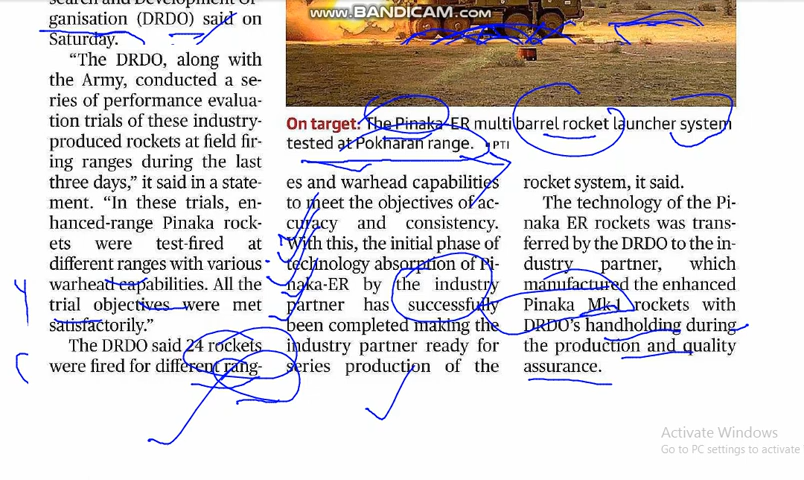 www.BANDICAM.com
search and Development Or-
ganisation (DRDO) said on
Saturday.
“The DRDO, along with
the Army, conducted a se-
ries of performance evalua-
tion trials of these industry-
produced rockets at field fir-
ing ranges during the last
three days,” it said in a state-
ment. “In these trials, en-
hanced-range Pinaka rock-
ets were test-fired at
different ranges with various
warhead capabilities. All the
trial objectives were met
satisfactorily.”
The DRDO said 24 rockets
were fired for different rang-
On target: The Pinaka-ER multi barrel rocket launcher system
tested at Pokharan range. PTI
es and warhead capabilities
to meet the objectives of ac-
curacy and consistency.
With this, the initial phase of
technology absorption of Pi-
naka-ER by the industry
partner has successfully
been completed making the
industry partner ready for
series production of the
rocket system, it said.
The technology of the Pi-
naka ER rockets was trans-
ferred by the DRDO to the in-
dustry partner, which
manufactured the enhanced
Pinaka Mk-1 rockets with
DRDO’s handholding during
the production and quality
assurance.
Activate Windows
Go to PC settings to activate